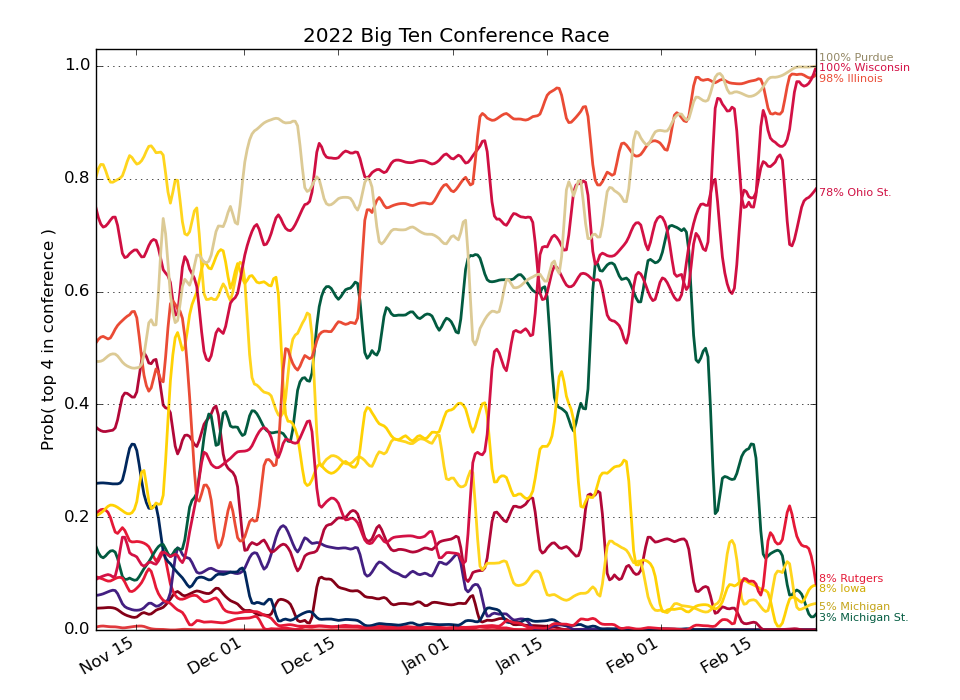 2022 Big Ten Conference Race
Prob( top 4 in conference )
1.0
0.8
0.6
0.4
0.2
0.0
Nov 15
Dec 01
Dec 15
Jan 01
Jan 15
Feb 01
Feb 15
100% Purdue
100% Wisconsin
98% Illinois
78% Ohio St.
8% Rutgers
8% Iowa
5% Michigan
3% Michigan St.